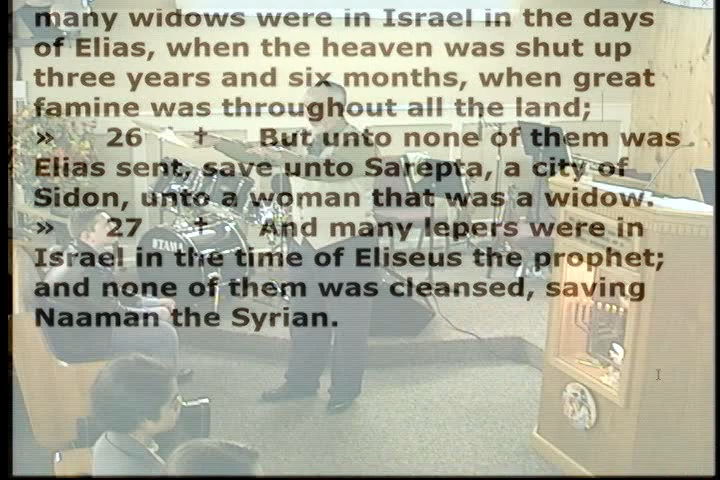 many widows were in Israel in the days
of Elias, when the heaven was shut up
three years and six months, when great
famine was throughout all the land;
» 26 † But unto none of them was
Elias sent, save unto Sarepta, a city of
Sidon, unto a woman that was a widow.
» 27 † And many lepers were in
Israel in the time of Eliseus the prophet;
and none of them was cleansed, saving
Naaman the Syrian.
TAMA